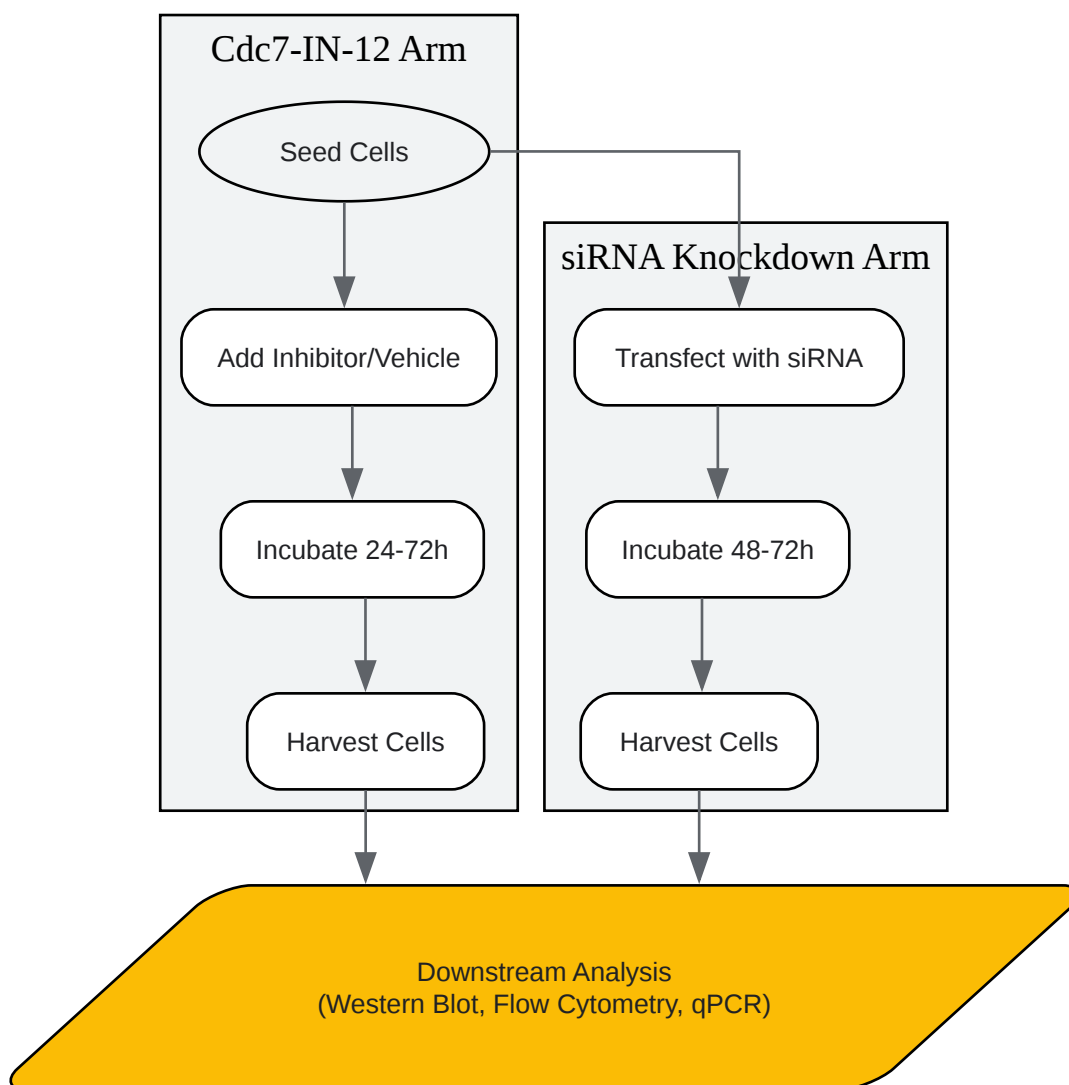 Cdc7-IN-12 Arm
Seed Cells
Add Inhibitor/Vehicle
Incubate 24-72h
Harvest Cells
siRNA Knockdown Arm
Transfect with siRNA
Incubate 48-72h
Harvest Cells
Downstream Analysis
(Western Blot, Flow Cytometry, qPCR)